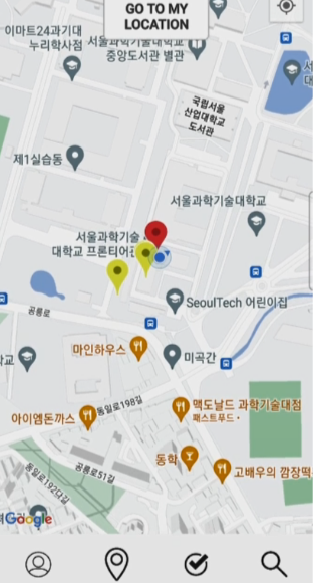 GO TO MY
LOCATION
이마트24과기대
누리학사점
서울과학기술대학교
중앙도서관 별관
국립서울
산업대학교
도서관
제1실습동
서울과학기술대학교
서울과학기술
대학교 프론티어관
SeoulTech 어린이집
공릉로
마인하우스
미곡간
학교
맥도날드 과학기술대점
패스트푸드 •
동일로198길
아이엠돈까스
동학
공릉로51길
고배우의 깜장떡
동일로192다길
Google